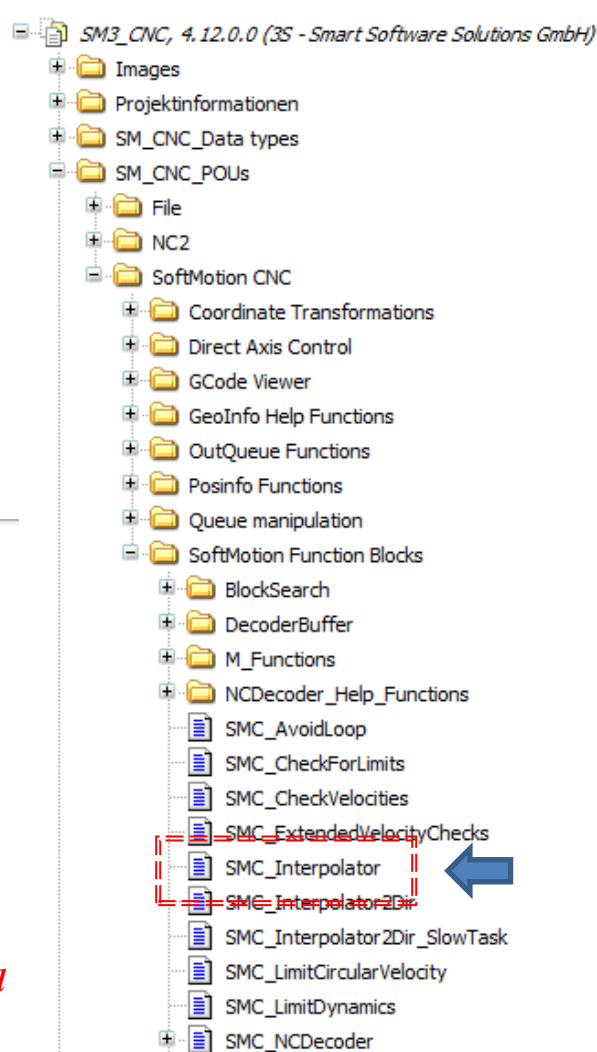 SM3_CNC, 4.12.0.0 (3S - Smart Software Solutions GmbH)
Images
Projektinformationen
SM_CNC_Data types
SM_CNC_POUs
File
NC2
SoftMotion CNC
Coordinate Transformations
Direct Axis Control
GCode Viewer
GeoInfo Help Functions
OutQueue Functions
Posinfo Functions
Queue manipulation
SoftMotion Function Blocks
BlockSearch
DecoderBuffer
M_Functions
NCDecoder_Help_Functions
SMC_AvoidLoop
SMC_CheckForLimits
SMC_CheckVelocities
SMC_ExtendedVelocityChecks
SMC_Interpolator
SMC_Interpolator2Dir
SMC_Interpolator2Dir_SlowTask
SMC_LimitCircularVelocity
SMC_LimitDynamics
SMC_NCDecoder